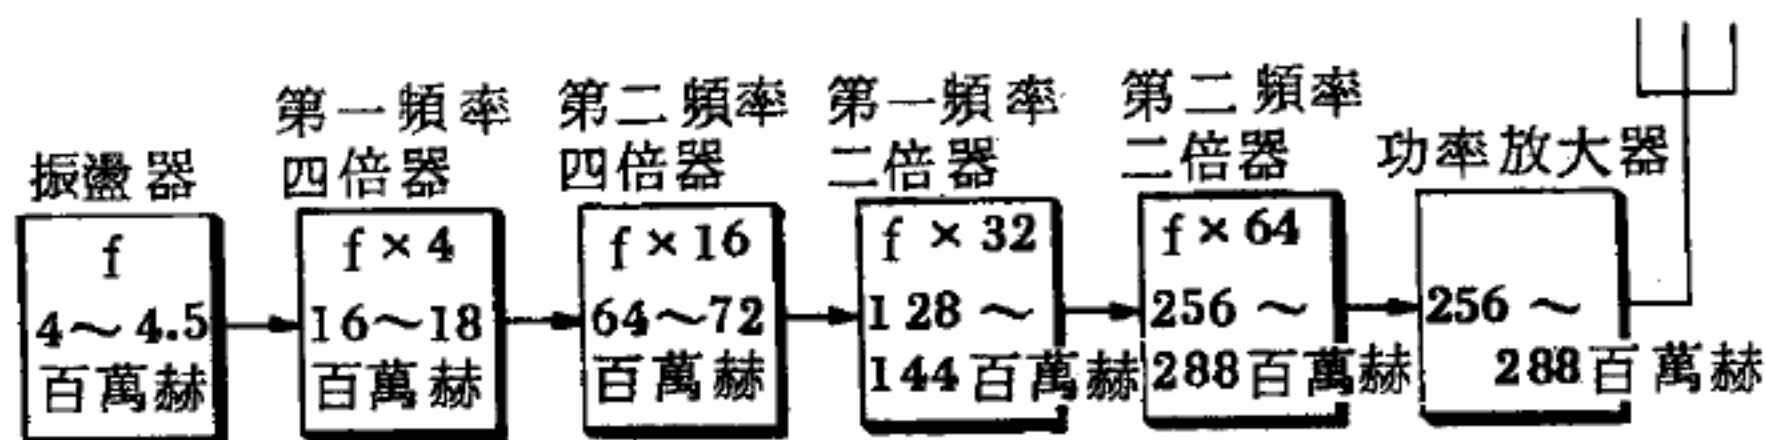 振盪器
f
4～4.5
百萬赫
第一頻率
四倍器
f×4
16～18
百萬赫
第二頻率
四倍器
f×16
64～72
百萬赫
第一頻率
二倍器
f×32
128～
144百萬赫
第二頻率
二倍器
f×64
256～
288百萬赫
功率放大器
256～
288百萬赫